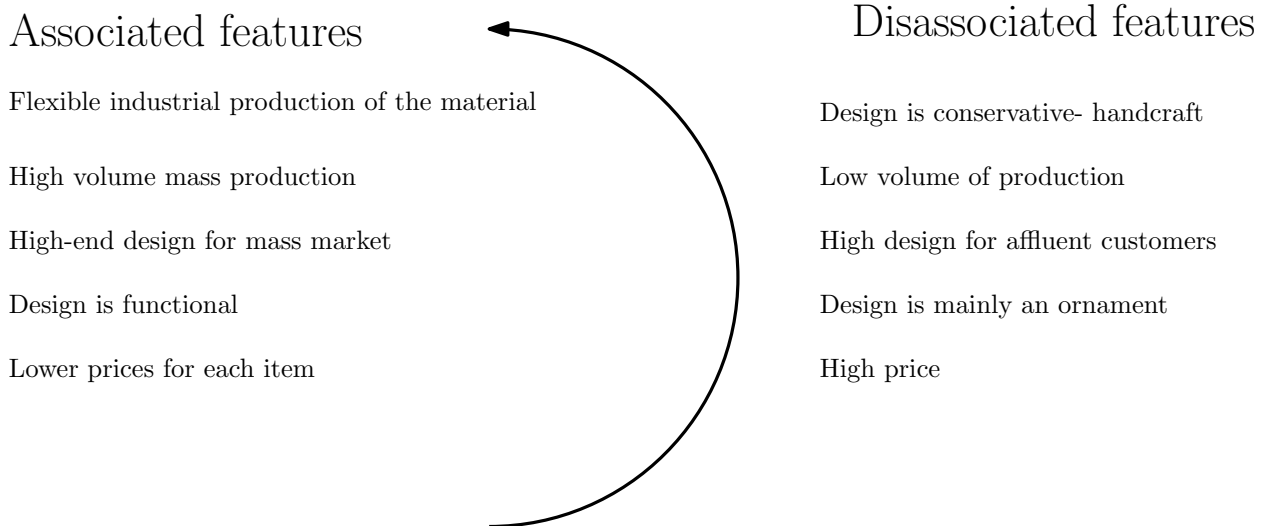 Associated features
Flexible industrial production of the material
High volume mass production
High-end design for mass market
Design is functional
Lower prices for each item
Disassociated features
Design is conservative- handcraft
Low volume of production
High design for affluent customers
Design is mainly an ornament
High price